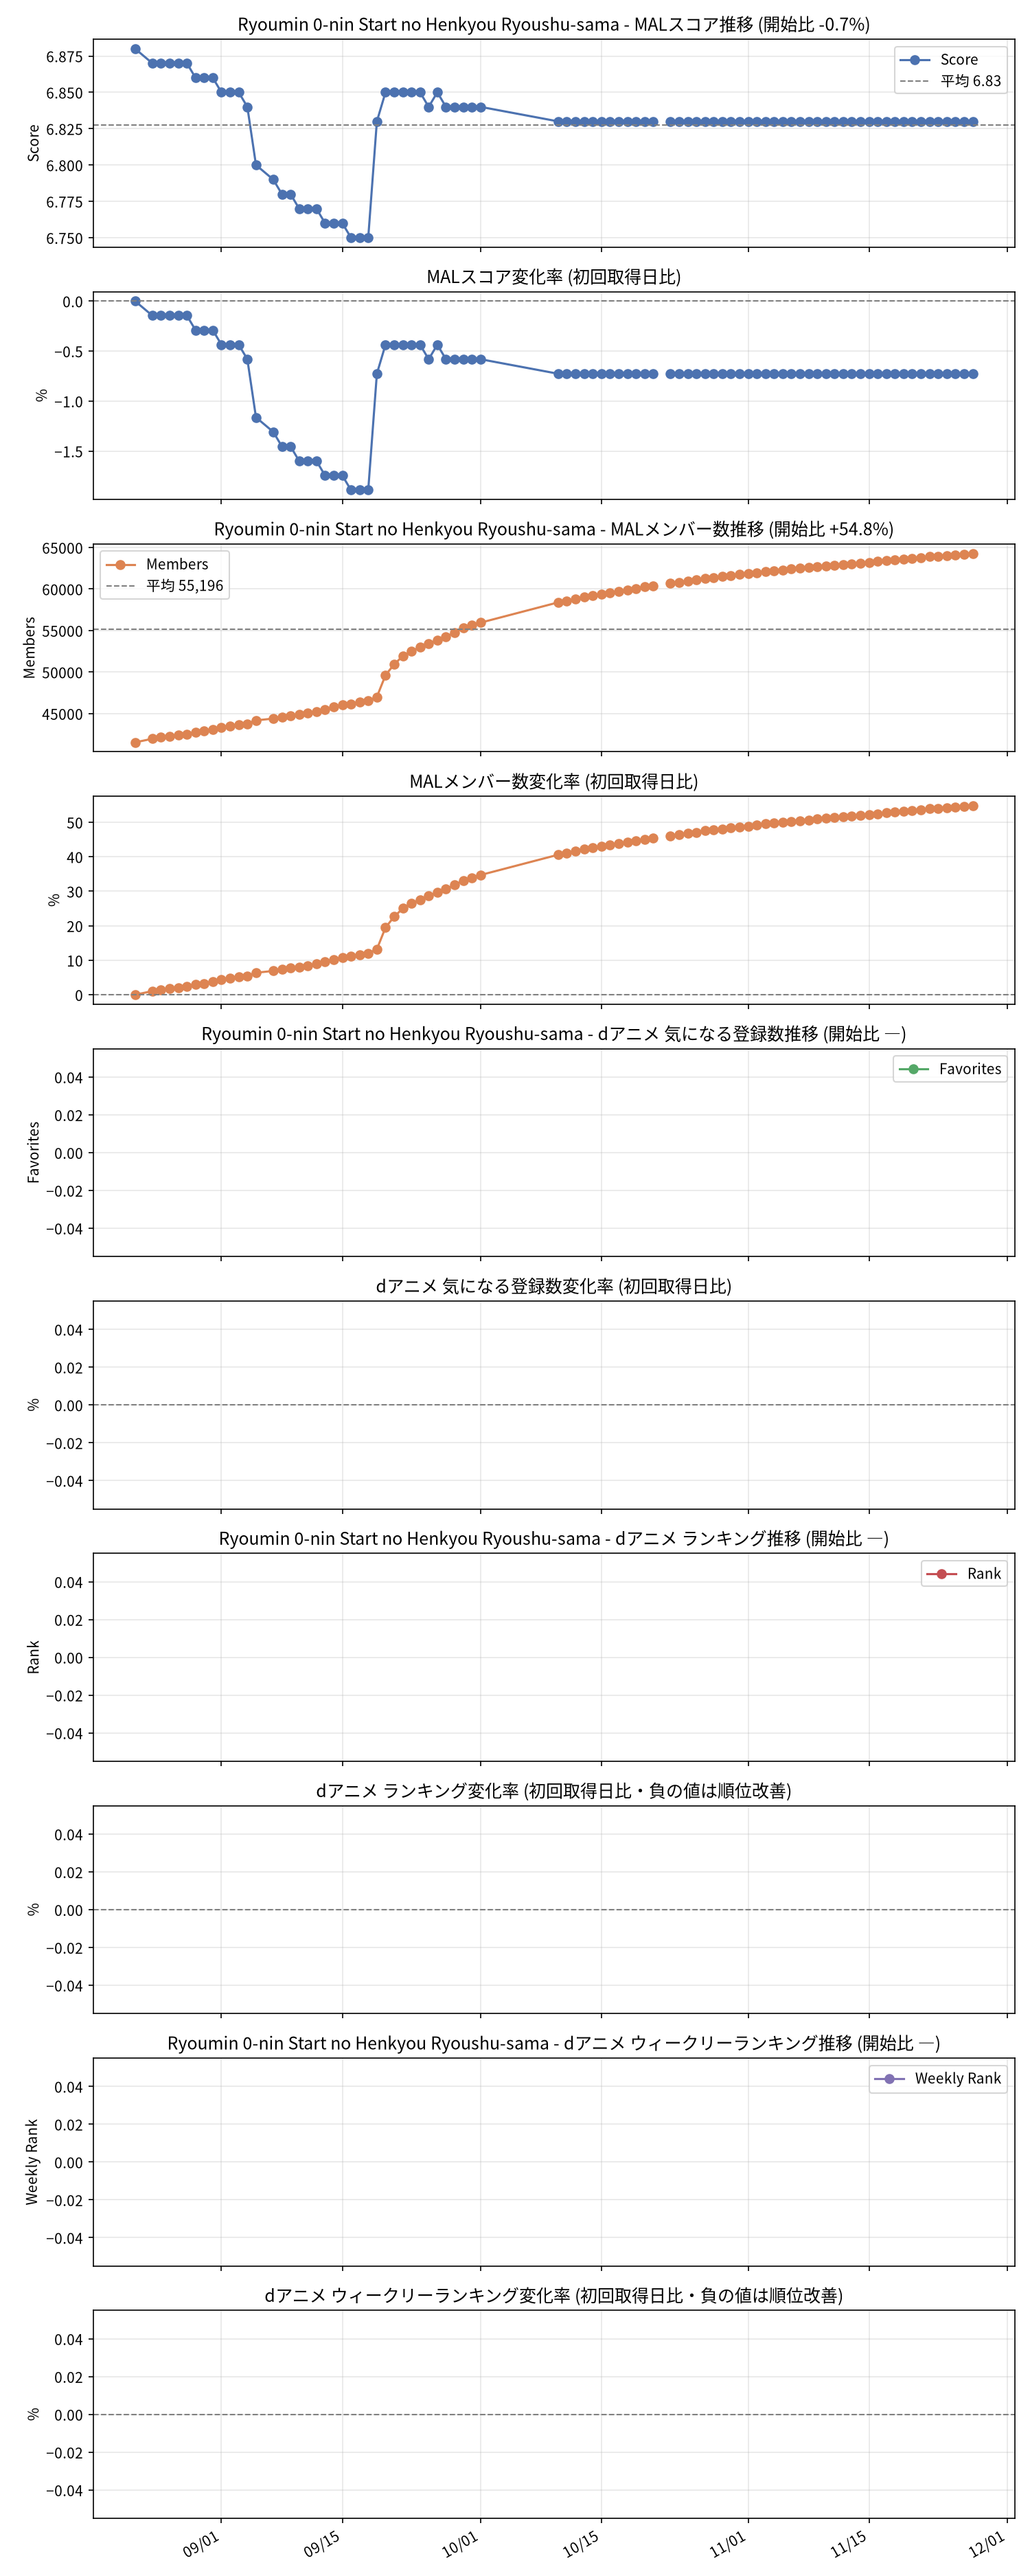 Ryoumin 0-nin Start no Henkyou Ryoushu-sama - MALスコア推移 (開始比 -0.7%)
6.875
6.850
6.825
6.800
6.775
6.750
Score
Score
平均 6.83
MALスコア変化率 (初回取得日比)
0.0
−0.5
−1.0
−1.5
%
Ryoumin 0-nin Start no Henkyou Ryoushu-sama - MALメンバー数推移 (開始比 +54.8%)
65000
60000
55000
50000
45000
Members
Members
平均 55,196
MALメンバー数変化率 (初回取得日比)
50
40
30
20
10
0
%
Ryoumin 0-nin Start no Henkyou Ryoushu-sama - dアニメ 気になる登録数推移 (開始比 —)
0.04
0.02
0.00
−0.02
−0.04
Favorites
Favorites
dアニメ 気になる登録数変化率 (初回取得日比)
0.04
0.02
0.00
−0.02
−0.04
%
Ryoumin 0-nin Start no Henkyou Ryoushu-sama - dアニメ ランキング推移 (開始比 —)
0.04
0.02
0.00
−0.02
−0.04
Rank
Rank
dアニメ ランキング変化率 (初回取得日比・負の値は順位改善)
0.04
0.02
0.00
−0.02
−0.04
%
Ryoumin 0-nin Start no Henkyou Ryoushu-sama - dアニメ ウィークリーランキング推移 (開始比 —)
0.04
0.02
0.00
−0.02
−0.04
Weekly Rank
Weekly Rank
dアニメ ウィークリーランキング変化率 (初回取得日比・負の値は順位改善)
0.04
0.02
0.00
−0.02
−0.04
%
09/01
09/15
10/01
10/15
11/01
11/15
12/01